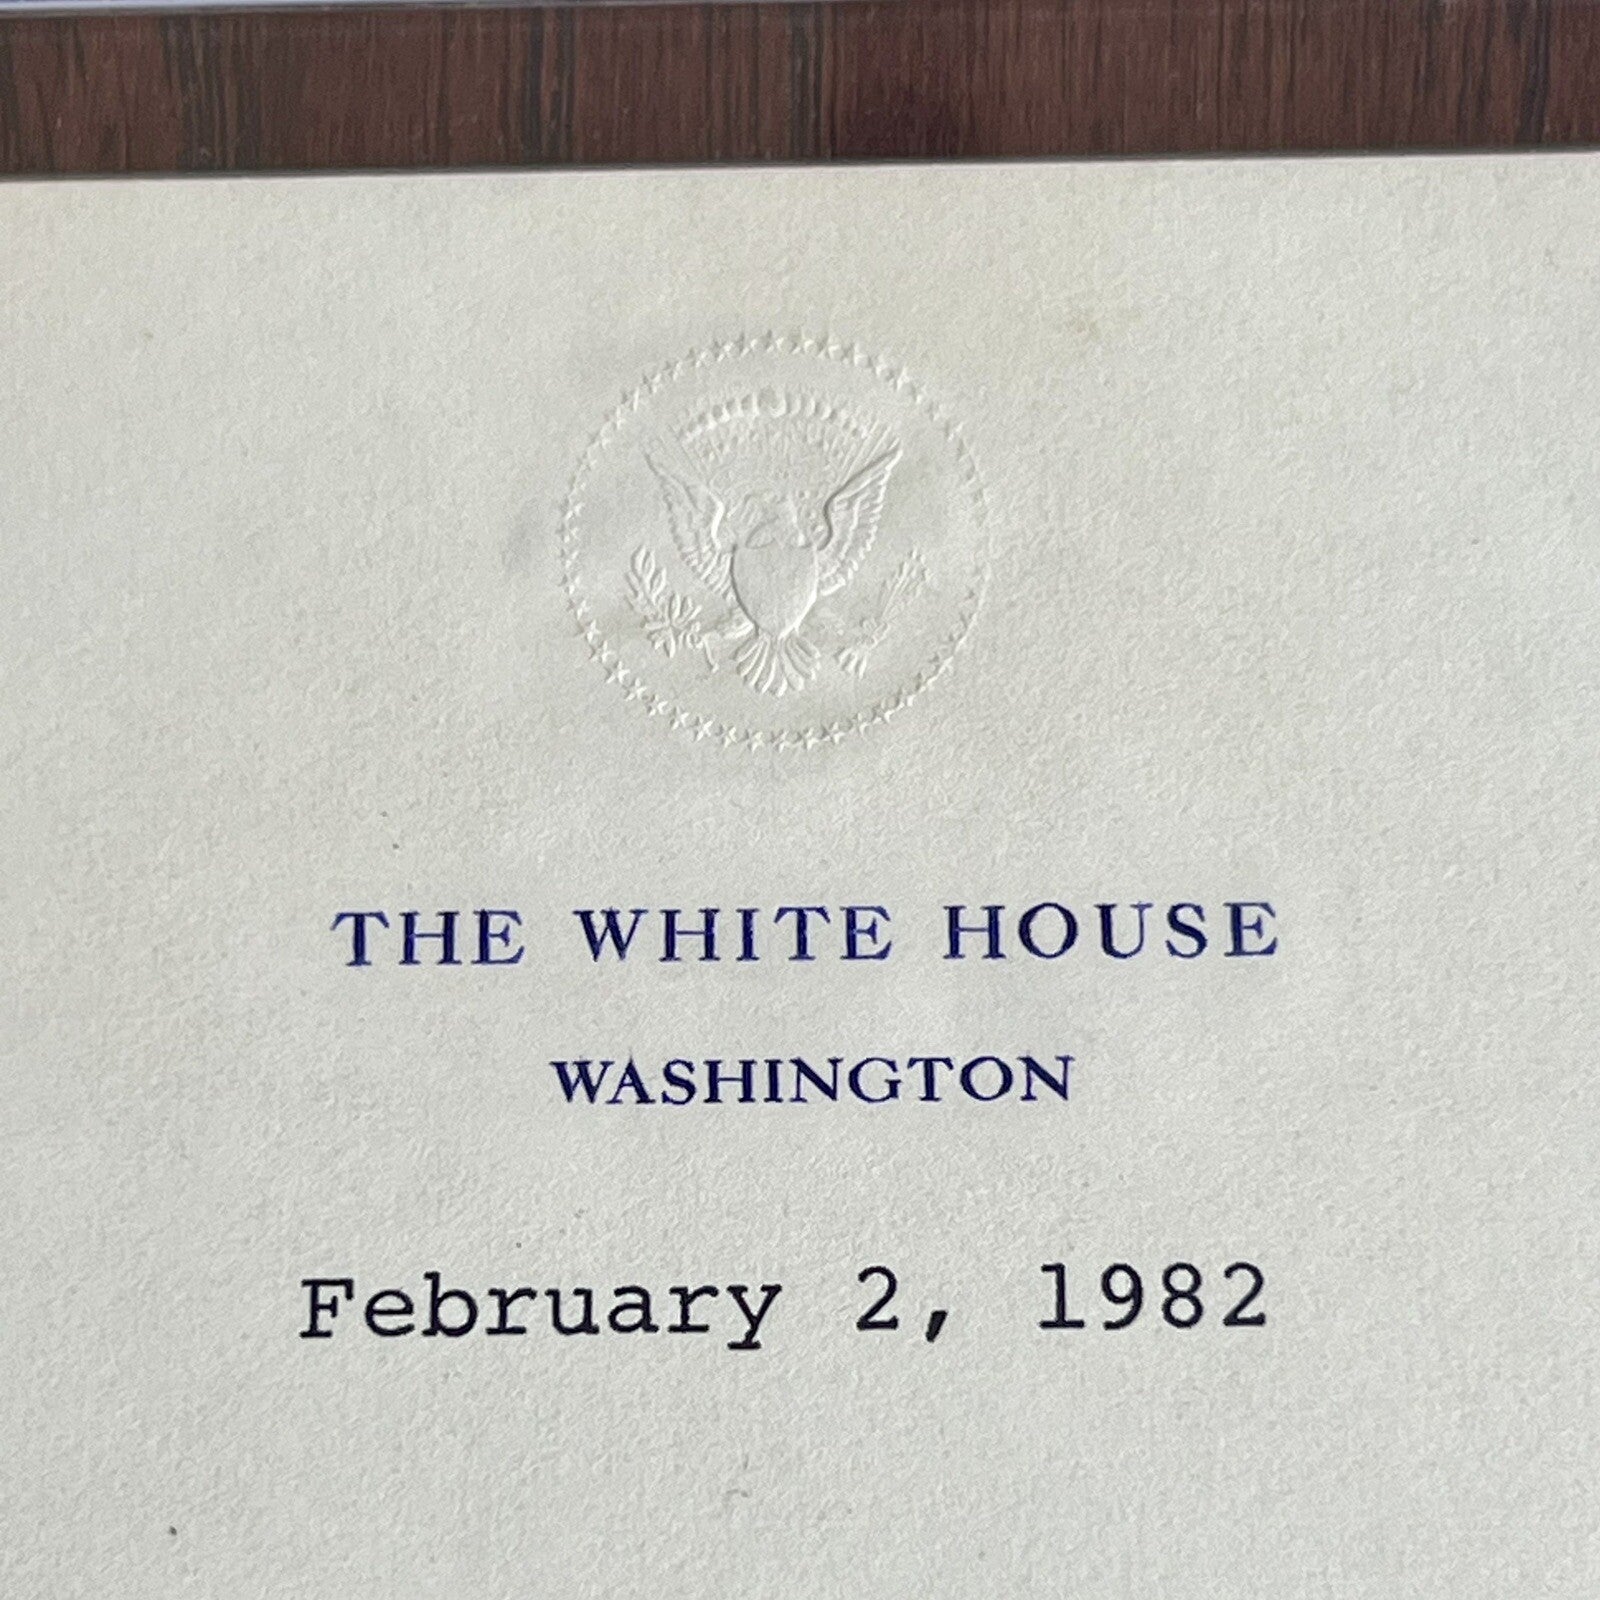 THE WHITE HOUSE
WASHINGTON
February 2, 1982